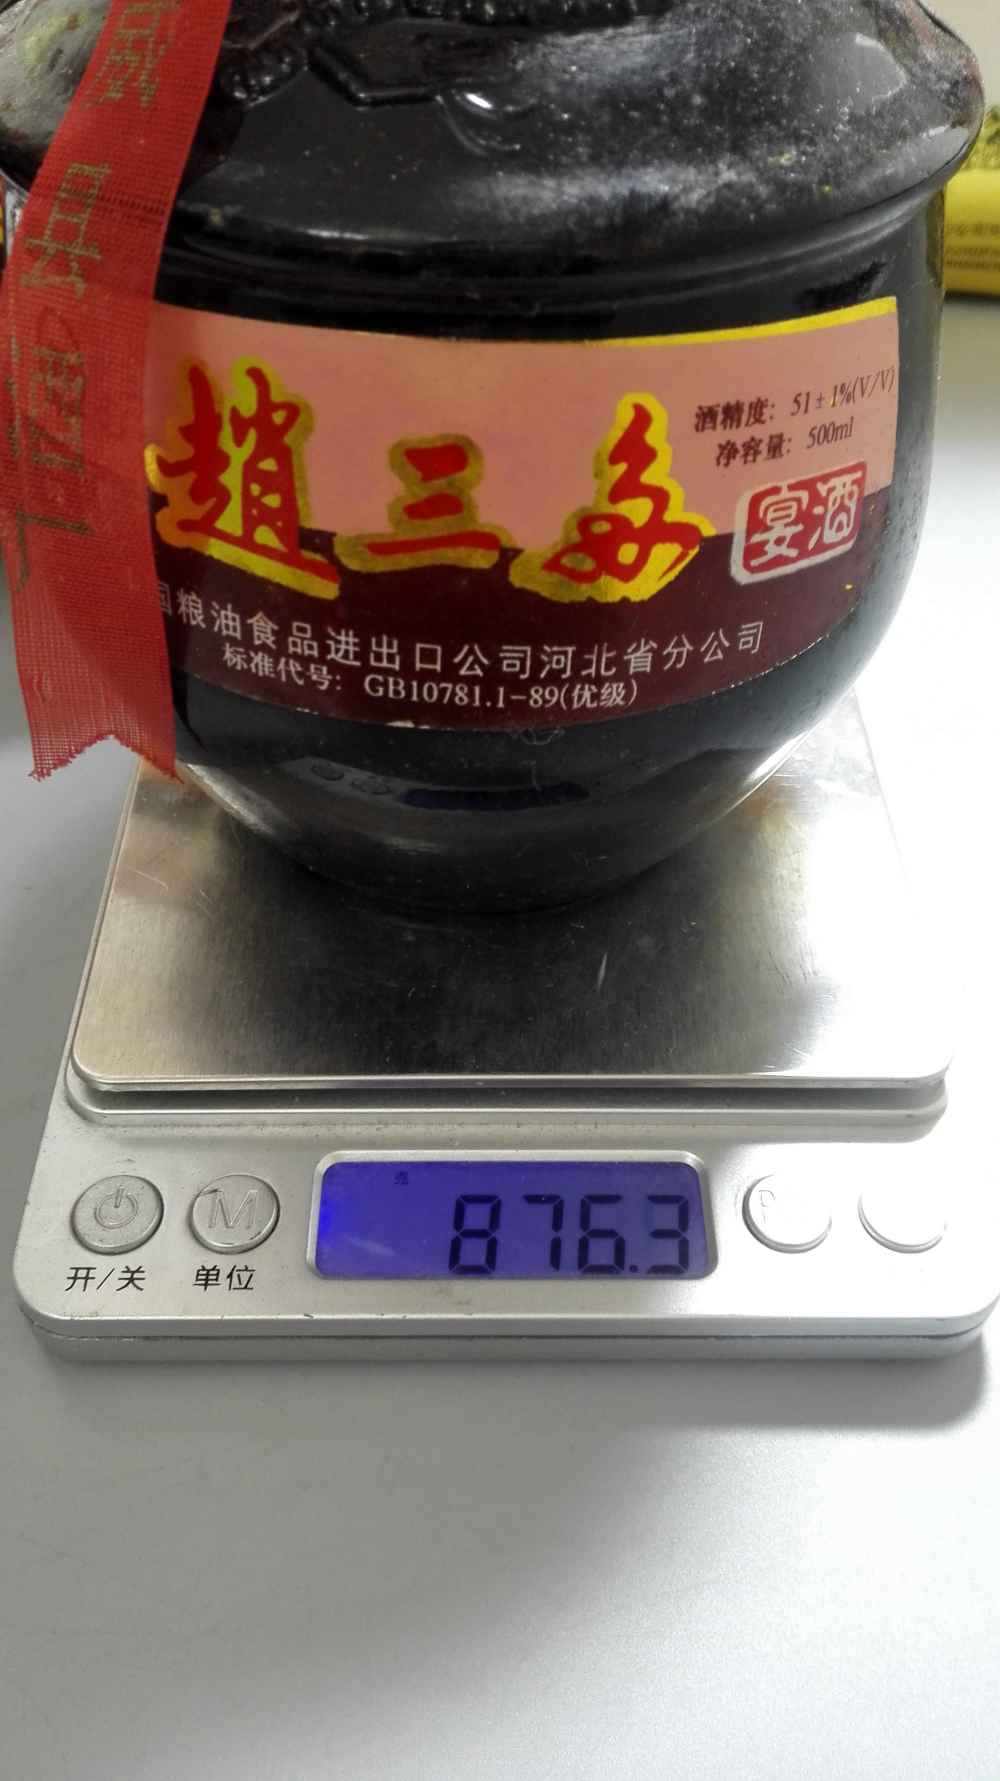 趙三多
酒精度：51±1%(V/V)
净容量：500ml
宴酒
国粮油食品进出口公司河北省分公司
标准代号：GB10781.1-89(优级)
克
876.3
M
开/关
单位